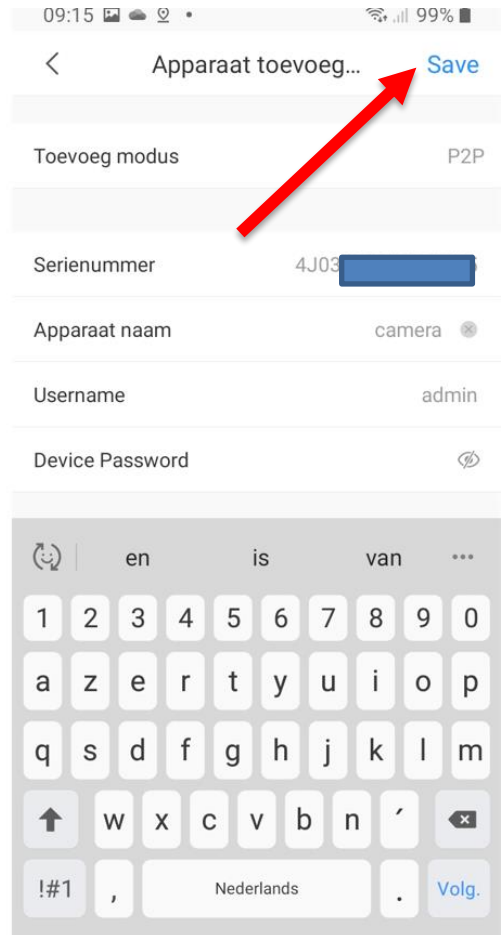 09:15 99%
Apparaat toevoeg... Save
Toevoeg modus P2P
Serienummer 4J03
Apparaat naam camera
Username admin
Device Password
en is van
1 2 3 4 5 6 7 8 9 0
a z e r t y u i o p
q s d f g h j k l m
w x c v b n ´
!#1 , Nederlands . Volg.